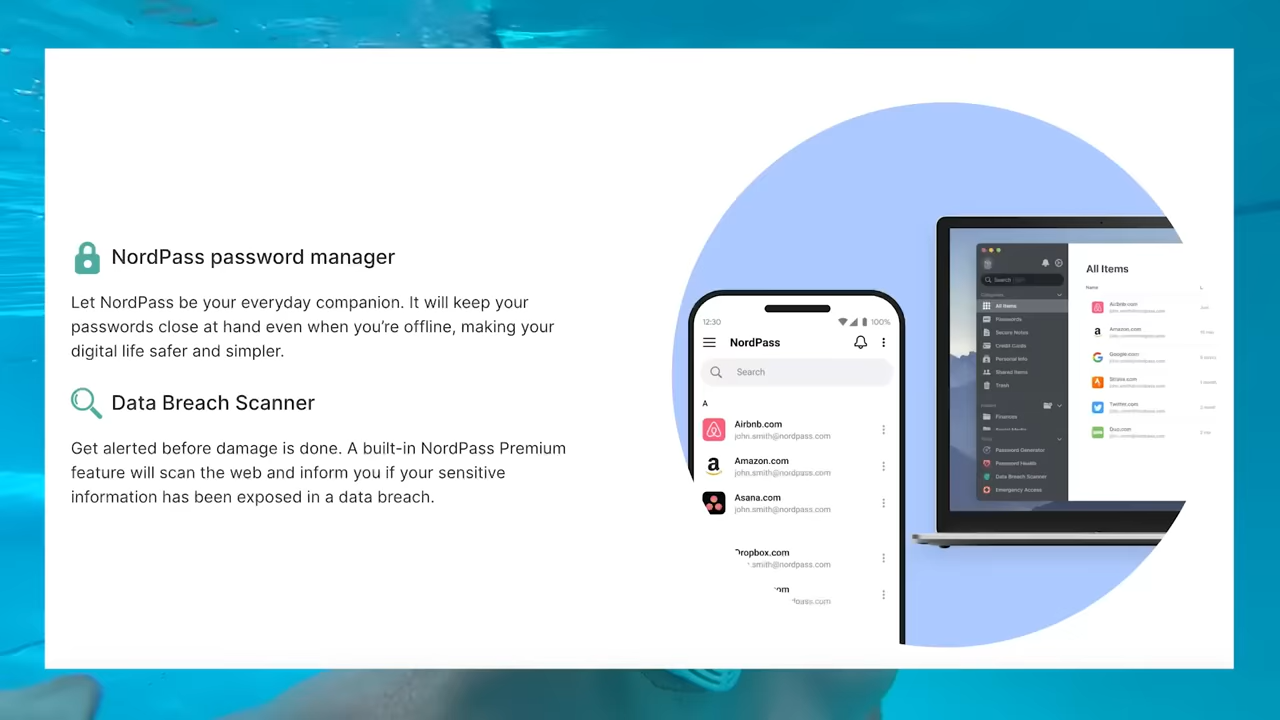 NordPass password manager
Let NordPass be your everyday companion. It will keep your
passwords close at hand even when you’re offline, making your
digital life safer and simpler.
Data Breach Scanner
Get alerted before damage is done. A built-in NordPass Premium
feature will scan the web and inform you if your sensitive
information has been exposed in a data breach.
12:30
100%
NordPass
Search
A
Airbnb.com
john.smith@nordpass.com
Amazon.com
john.smith@nordpass.com
Asana.com
john.smith@nordpass.com
Dropbox.com
.smith@nordpass.com
om
Search
All Items
Passwords
Secure Notes
Credit Cards
Personal Info
Shared Items
Trash
Finances
Password Generator
Password Health
Data Breach Scanner
Emergency Access
All Items
Name
L
Airbnb.com
Amazon.com
Google.com
Twitter.com